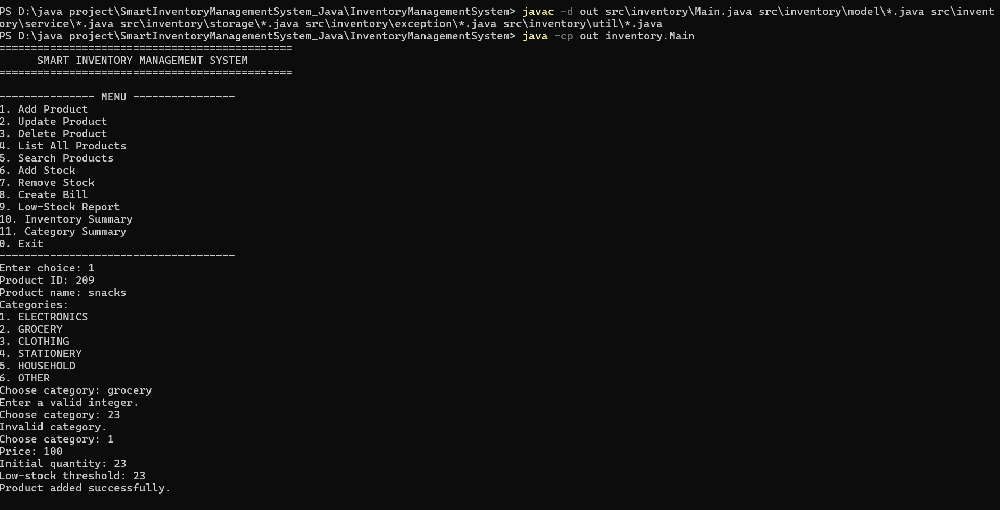 PS D:\java project\SmartInventoryManagementSystem_Java\InventoryManagementSystem> javac -d out src\inventory\Main.java src\inventory\model\*.java src\invent
ory\service\*.java src\inventory\storage\*.java src\inventory\exception\*.java src\inventory\util\*.java
PS D:\java project\SmartInventoryManagementSystem_Java\InventoryManagementSystem> java -cp out inventory.Main
==============================================
      SMART INVENTORY MANAGEMENT SYSTEM
==============================================

--------------- MENU ----------------
1. Add Product
2. Update Product
3. Delete Product
4. List All Products
5. Search Products
6. Add Stock
7. Remove Stock
8. Create Bill
9. Low-Stock Report
10. Inventory Summary
11. Category Summary
0. Exit
-------------------------------------
Enter choice: 1
Product ID: 209
Product name: snacks
Categories:
1. ELECTRONICS
2. GROCERY
3. CLOTHING
4. STATIONERY
5. HOUSEHOLD
6. OTHER
Choose category: grocery
Enter a valid integer.
Choose category: 23
Invalid category.
Choose category: 1
Price: 100
Initial quantity: 23
Low-stock threshold: 23
Product added successfully.